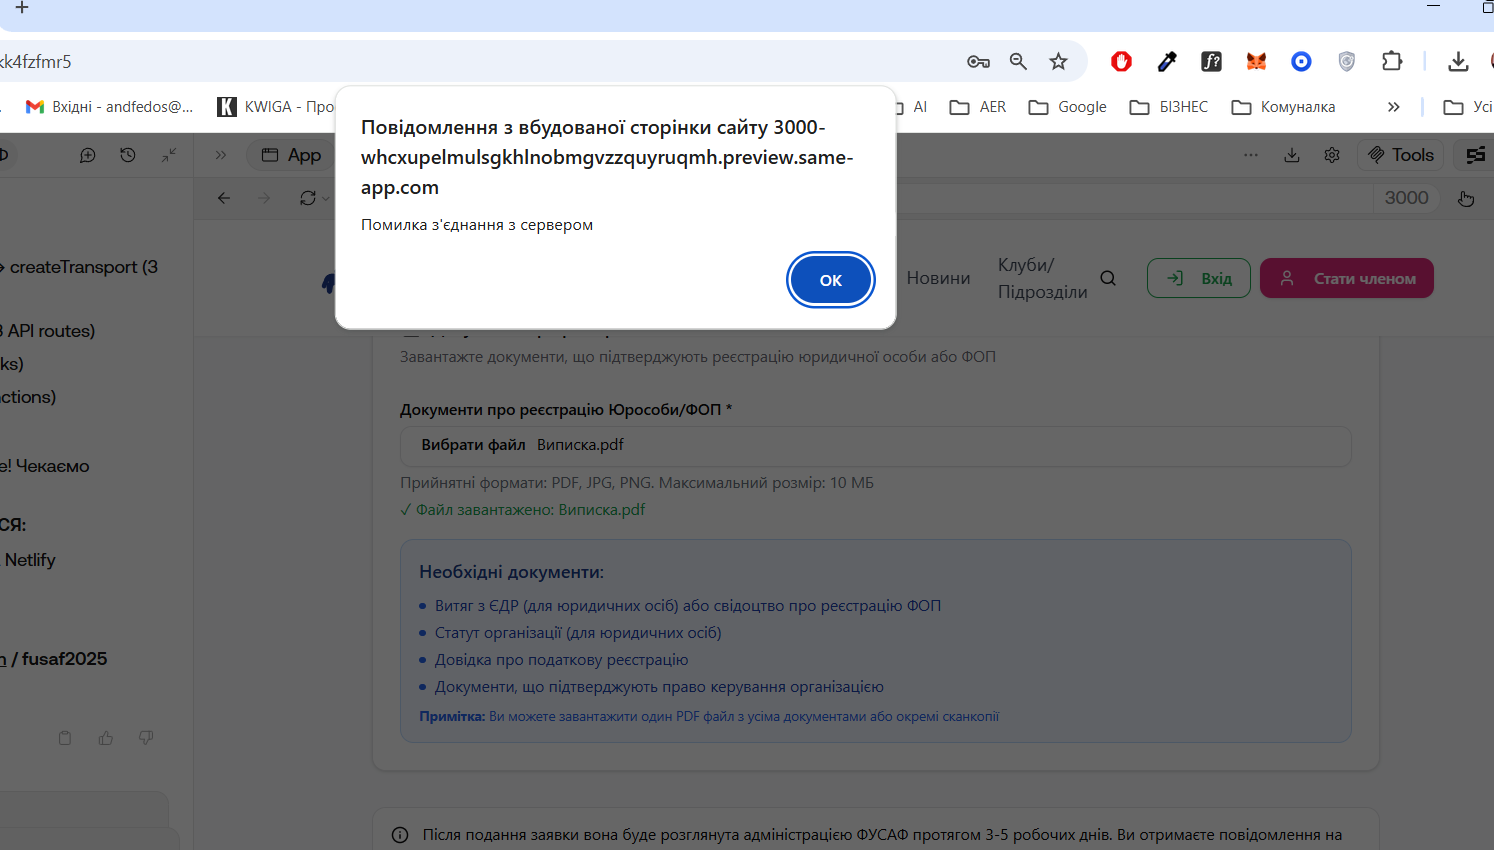 kk4fzfmr5
Вхідні - andfedos@...
KWIGA - Про
AI
AER
Google
БІЗНЕС
Комуналка
Усі
Повідомлення з вбудованої сторінки сайту 3000-
whcxupelmulsgkhlnobmgvzzquyruqmh.preview.same-
app.com
Помилка з'єднання з сервером
ОК
App
Tools
3000
createTransport (3
API routes)
ks)
ctions)
e! Чекаємо
СЯ:
Netlify
/ fusaf2025
Новини
Клуби/
Підрозділи
Вхід
Стати членом
Завантажте документи, що підтверджують реєстрацію юридичної особи або ФОП
Документи про реєстрацію Юрособи/ФОП *
Вибрати файл Виписка.pdf
Прийнятні формати: PDF, JPG, PNG. Максимальний розмір: 10 МБ
✓ Файл завантажено: Виписка.pdf
Необхідні документи:
• Витяг з ЄДР (для юридичних осіб) або свідоцтво про реєстрацію ФОП
• Статут організації (для юридичних осіб)
• Довідка про податкову реєстрацію
• Документи, що підтверджують право керування організацією
Примітка: Ви можете завантажити один PDF файл з усіма документами або окремі сканкопії
Після подання заявки вона буде розглянута адміністрацією ФУСАФ протягом 3-5 робочих днів. Ви отримаєте повідомлення на